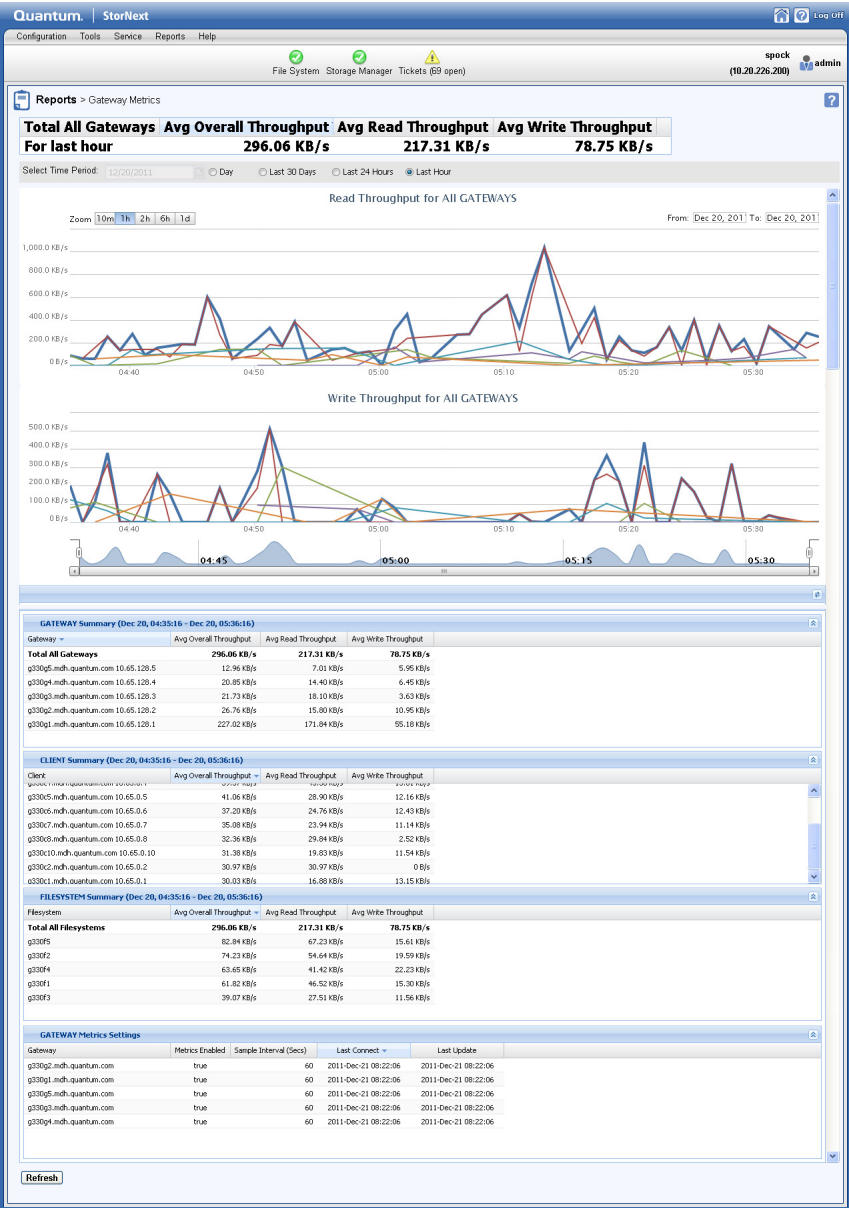 Quantum. StorNext Log Off
Configuration Tools Service Reports Help
File System Storage Manager Tickets (69 open)
spock
(10.20.226.200)
admin
Reports > Gateway Metrics
Total All Gateways Avg Overall Throughput Avg Read Throughput Avg Write Throughput
For last hour 296.06 KB/s 217.31 KB/s 78.75 KB/s
Select Time Period: 12/20/2011 Day Last 30 Days Last 24 Hours Last Hour
Read Throughput for All GATEWAYS
Zoom 10m 1h 2h 6h 1d From: Dec 20, 201 To: Dec 20, 201
1,000.0 KB/s
800.0 KB/s
600.0 KB/s
400.0 KB/s
200.0 KB/s
0 B/s
04:40 04:50 05:00 05:10 05:20 05:30
Write Throughput for All GATEWAYS
500.0 KB/s
400.0 KB/s
300.0 KB/s
200.0 KB/s
100.0 KB/s
0 B/s
04:40 04:50 05:00 05:10 05:20 05:30
04:45 05:00 05:15 05:30
GATEWAY Summary (Dec 20, 04:35:16 - Dec 20, 05:36:16)
Gateway Avg Overall Throughput Avg Read Throughput Avg Write Throughput
Total All Gateways 296.06 KB/s 217.31 KB/s 78.75 KB/s
g330g5.mdh.quantum.com 10.65.128.5 12.96 KB/s 7.01 KB/s 5.95 KB/s
g330g4.mdh.quantum.com 10.65.128.4 20.85 KB/s 14.40 KB/s 6.45 KB/s
g330g3.mdh.quantum.com 10.65.128.3 21.73 KB/s 18.10 KB/s 3.63 KB/s
g330g2.mdh.quantum.com 10.65.128.2 26.76 KB/s 15.80 KB/s 10.95 KB/s
g330g1.mdh.quantum.com 10.65.128.1 227.02 KB/s 171.84 KB/s 55.18 KB/s
CLIENT Summary (Dec 20, 04:35:16 - Dec 20, 05:36:16)
Client Avg Overall Throughput Avg Read Throughput Avg Write Throughput
g330c5.mdh.quantum.com 10.65.0.5 41.06 KB/s 28.90 KB/s 12.16 KB/s
g330c6.mdh.quantum.com 10.65.0.6 37.20 KB/s 24.76 KB/s 12.43 KB/s
g330c7.mdh.quantum.com 10.65.0.7 35.08 KB/s 23.94 KB/s 11.14 KB/s
g330c8.mdh.quantum.com 10.65.0.8 32.36 KB/s 29.84 KB/s 2.52 KB/s
g330c10.mdh.quantum.com 10.65.0.10 31.38 KB/s 19.83 KB/s 11.54 KB/s
g330c2.mdh.quantum.com 10.65.0.2 30.97 KB/s 30.97 KB/s 0 B/s
g330c1.mdh.quantum.com 10.65.0.1 30.03 KB/s 16.88 KB/s 13.15 KB/s
FILESYSTEM Summary (Dec 20, 04:35:16 - Dec 20, 05:36:16)
Filesystem Avg Overall Throughput Avg Read Throughput Avg Write Throughput
Total All Filesystems 296.06 KB/s 217.31 KB/s 78.75 KB/s
g330f5 82.84 KB/s 67.23 KB/s 15.61 KB/s
g330f2 74.23 KB/s 54.64 KB/s 19.59 KB/s
g330f4 63.65 KB/s 41.42 KB/s 22.23 KB/s
g330f1 61.82 KB/s 46.52 KB/s 15.30 KB/s
g330f3 39.07 KB/s 27.51 KB/s 11.56 KB/s
GATEWAY Metrics Settings
Gateway Metrics Enabled Sample Interval (Secs) Last Connect Last Update
g330g2.mdh.quantum.com true 60 2011-Dec-21 08:22:06 2011-Dec-21 08:22:06
g330g1.mdh.quantum.com true 60 2011-Dec-21 08:22:06 2011-Dec-21 08:22:06
g330g5.mdh.quantum.com true 60 2011-Dec-21 08:22:06 2011-Dec-21 08:22:06
g330g3.mdh.quantum.com true 60 2011-Dec-21 08:22:06 2011-Dec-21 08:22:06
g330g4.mdh.quantum.com true 60 2011-Dec-21 08:22:06 2011-Dec-21 08:22:06
Refresh